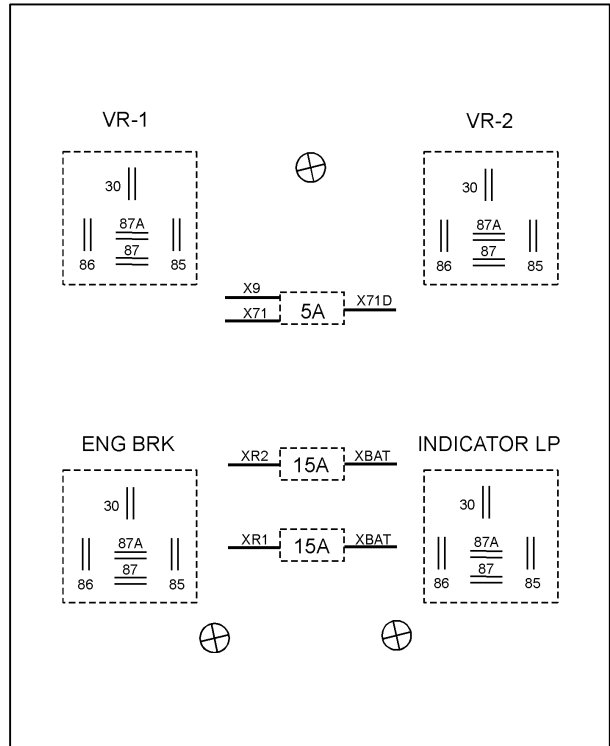 VR-1 VR-2
30 30
87A 87A
87 87
86 85 86 85
X9
X71 5A X71D
ENG BRK INDICATOR LP
XR2 15A XBAT
30 30
XR1 15A XBAT
87A 87A
87 87
86 85 86 85